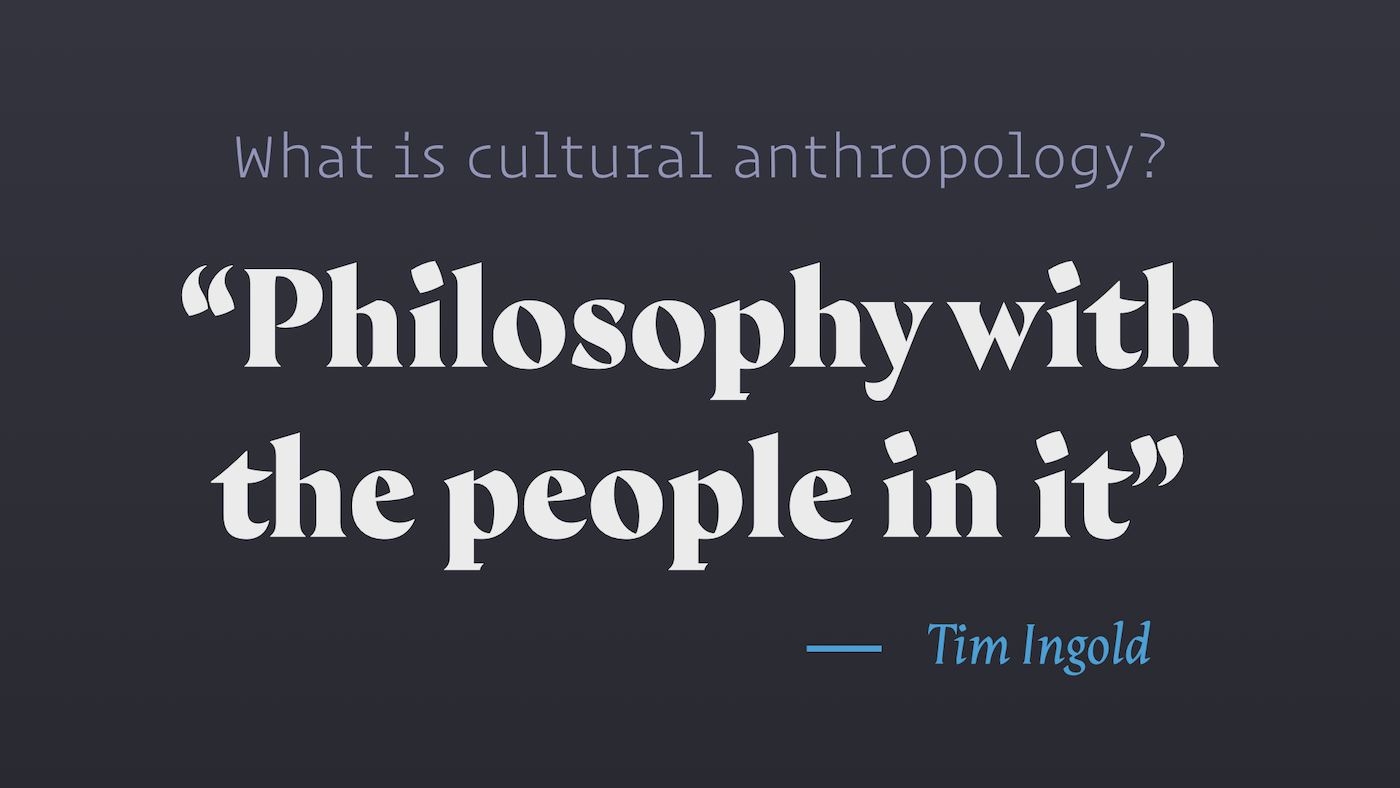 What is cultural anthropology?
“Philosophy with
the people in it”
— Tim Ingold